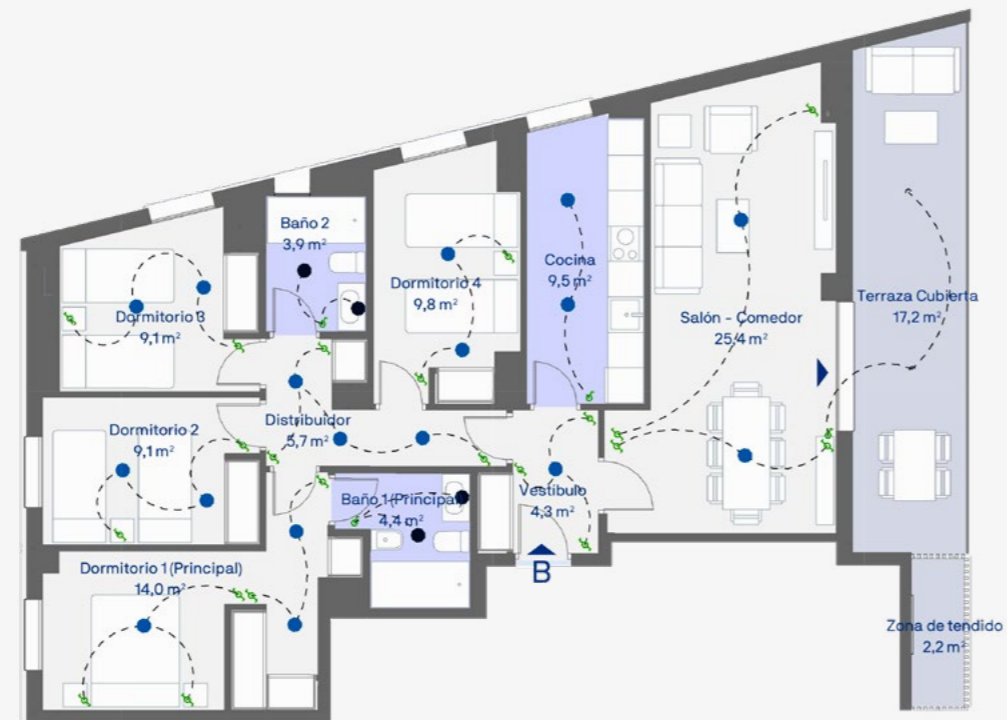 Baño 2
3,9 m²
Dormitorio 4
9,8 m²
Cocina
9,5 m²
Dormitorio 3
9,1 m²
Salón - Comedor
25,4 m²
Terraza Cubierta
17,2 m²
Dormitorio 2
9,1 m²
Distribuidor
5,7 m²
Baño 1 (Principal)
4,4 m²
Vestíbulo
4,3 m²
Dormitorio 1 (Principal)
14,0 m²
B
Zona de tendido
2,2 m²